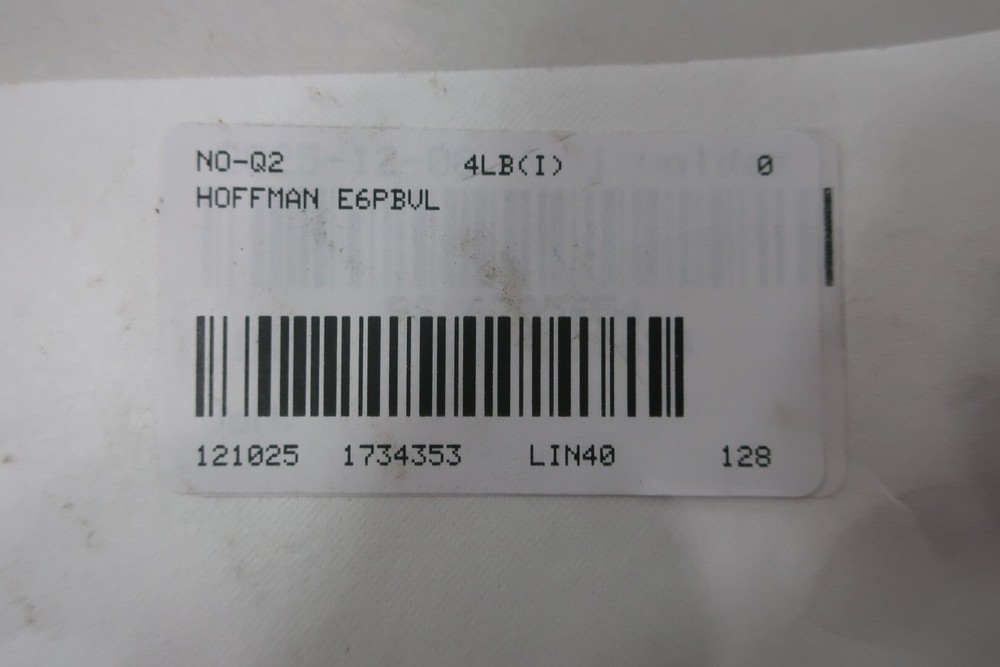 NO-Q2 4LB(I) 0
HOFFMAN E6PBVL
121025 1734353 LIN40 128